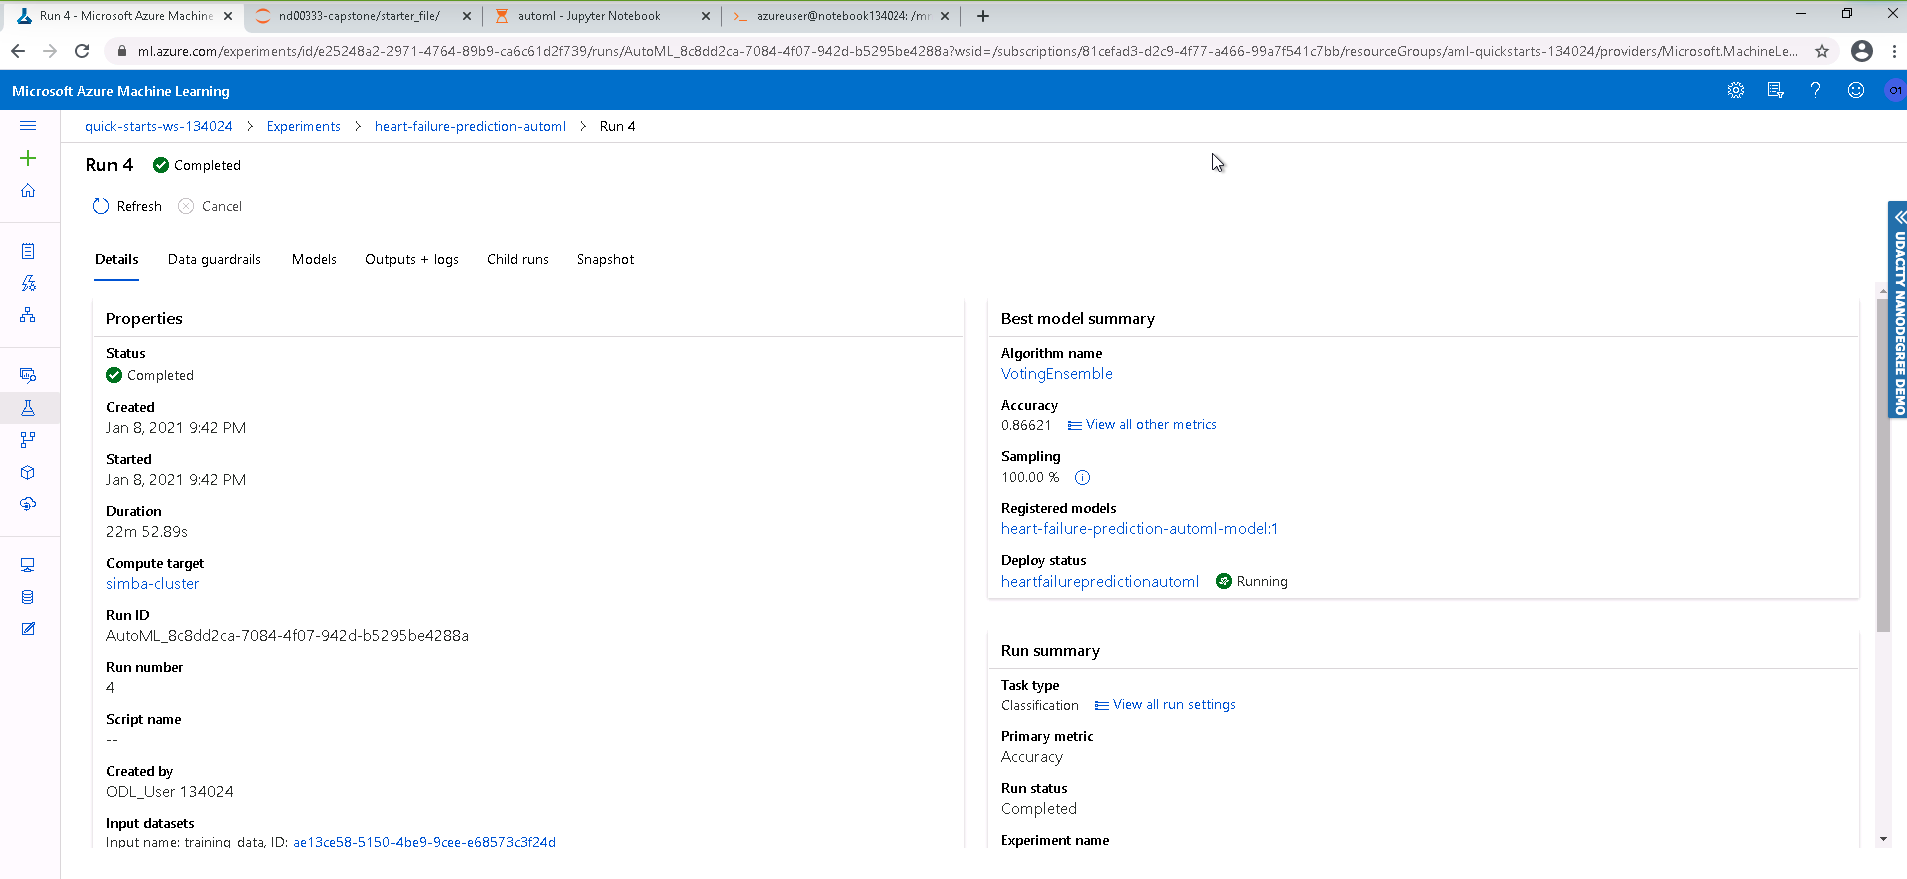 Run 4 - Microsoft Azure Machine
nd00333-capstone/starter_file/
automl - Jupyter Notebook
azureuser@notebook134024: /mn
ml.azure.com/experiments/id/e25248a2-2971-4764-89b9-ca6c61d2f739/runs/AutoML_8c8dd2ca-7084-4f07-942d-b5295be4288a?wsid=/subscriptions/81cefad3-d2c9-4f77-a466-99a7f541c7bb/resourceGroups/aml-quickstarts-134024/providers/Microsoft.MachineLe...
Microsoft Azure Machine Learning
O1
quick-starts-ws-134024 > Experiments > heart-failure-prediction-automl > Run 4
Run 4 Completed
Refresh Cancel
Details Data guardrails Models Outputs + logs Child runs Snapshot
Properties
Status
Completed
Created
Jan 8, 2021 9:42 PM
Started
Jan 8, 2021 9:42 PM
Duration
22m 52.89s
Compute target
simba-cluster
Run ID
AutoML_8c8dd2ca-7084-4f07-942d-b5295be4288a
Run number
4
Script name
--
Created by
ODL_User 134024
Input datasets
Input name: training_data, ID: ae13ce58-5150-4be9-9cee-e68573c3f24d
Best model summary
Algorithm name
VotingEnsemble
Accuracy
0.86621 View all other metrics
Sampling
100.00 %
Registered models
heart-failure-prediction-automl-model:1
Deploy status
heartfailurepredictionautoml Running
Run summary
Task type
Classification View all run settings
Primary metric
Accuracy
Run status
Completed
Experiment name
UDACITY NANODEGREE DEMO